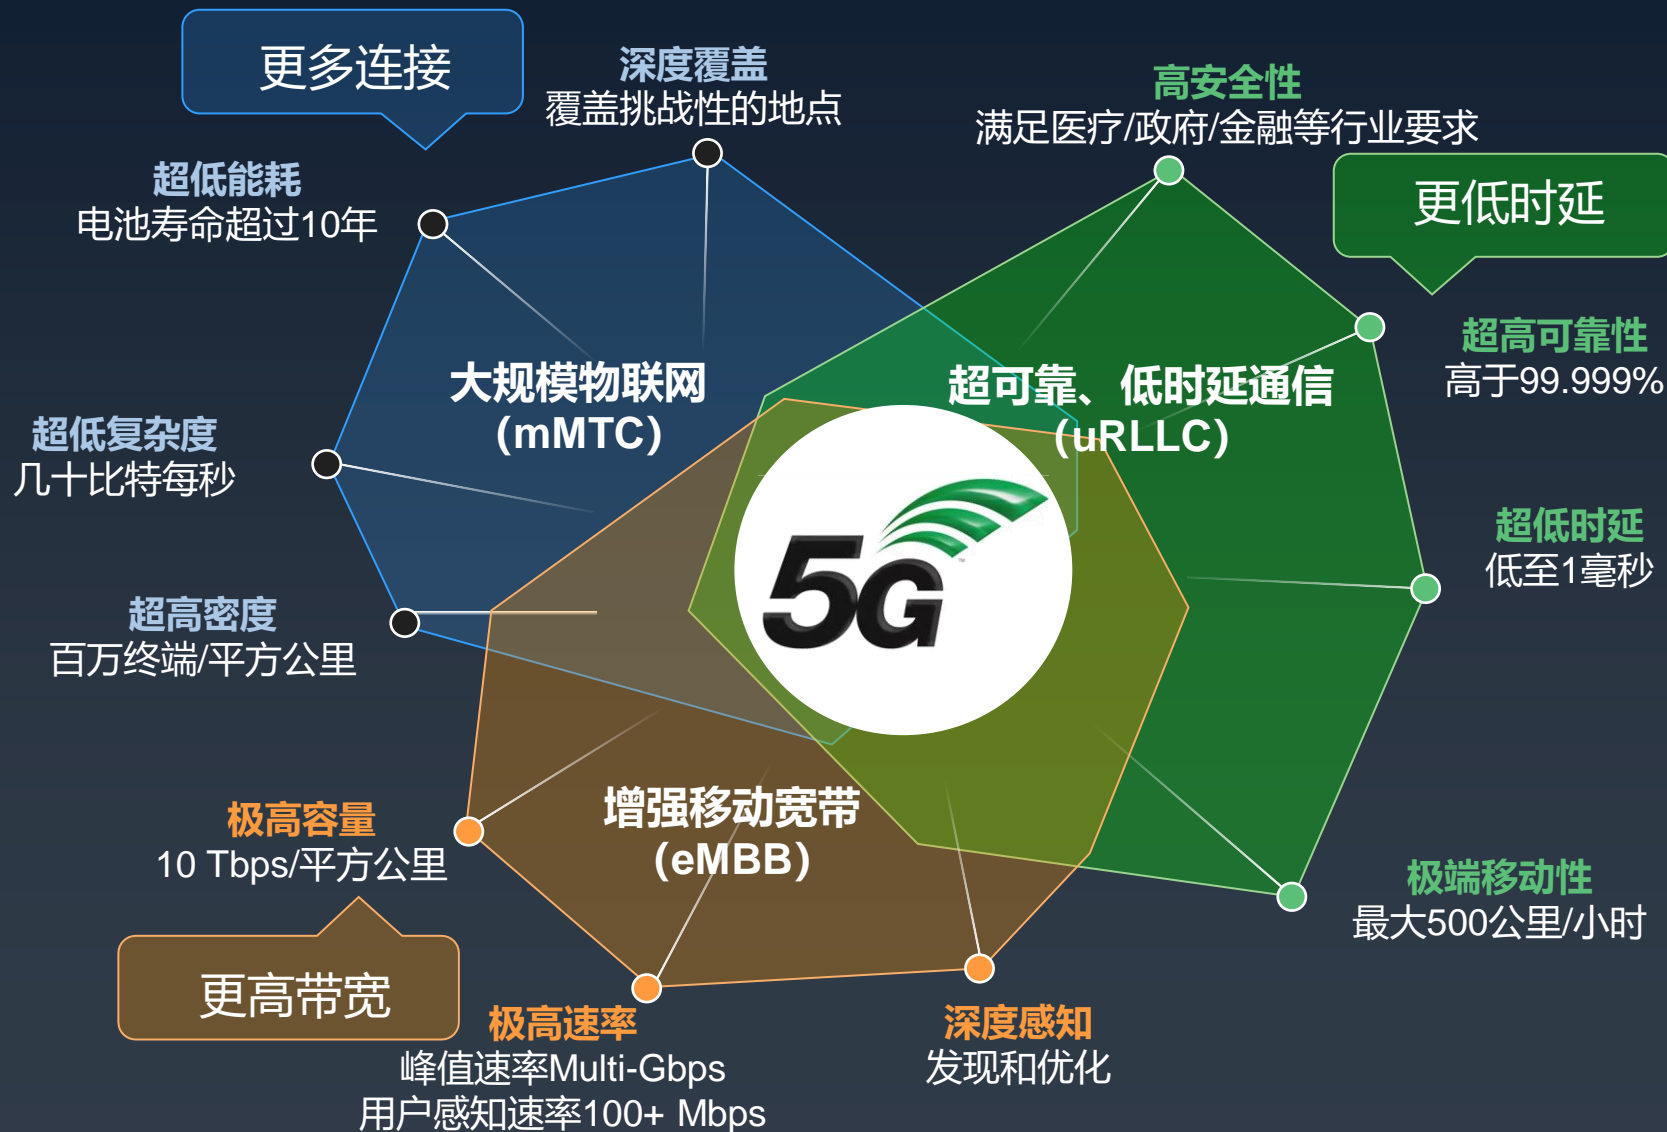 更多连接
深度覆盖
覆盖挑战性的地点
高安全性
满足医疗/政府/金融等行业要求
超低能耗
电池寿命超过10年
更低时延
超高可靠性
高于99.999%
大规模物联网
(mMTC)
超可靠、低时延通信
(uRLLC)
超低复杂度
几十比特每秒
5G
™
超低时延
低至1毫秒
超高密度
百万终端/平方公里
增强移动宽带
(eMBB)
极高容量
10 Tbps/平方公里
极端移动性
最大500公里/小时
更高带宽
极高速率
峰值速率Multi-Gbps
用户感知速率100+ Mbps
深度感知
发现和优化